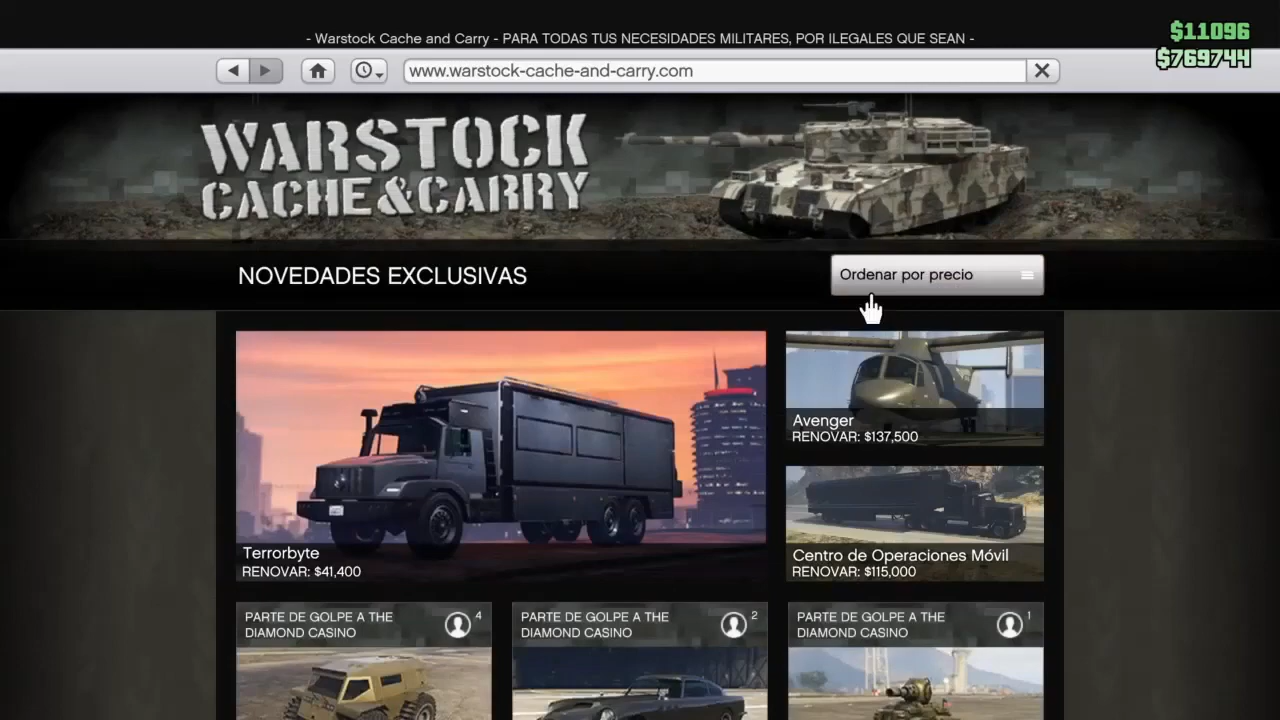 - Warstock Cache and Carry - PARA TODAS TUS NECESIDADES MILITARES, POR ILEGALES QUE SEAN -
$11096
$769744
www.warstock-cache-and-carry.com
WARSTOCK
CACHE&CARRY
NOVEDADES EXCLUSIVAS
Ordenar por precio
Terrorbyte
RENOVAR: $41,400
Avenger
RENOVAR: $137,500
Centro de Operaciones Móvil
RENOVAR: $115,000
PARTE DE GOLPE A THE
DIAMOND CASINO
4
PARTE DE GOLPE A THE
DIAMOND CASINO
2
PARTE DE GOLPE A THE
DIAMOND CASINO
1